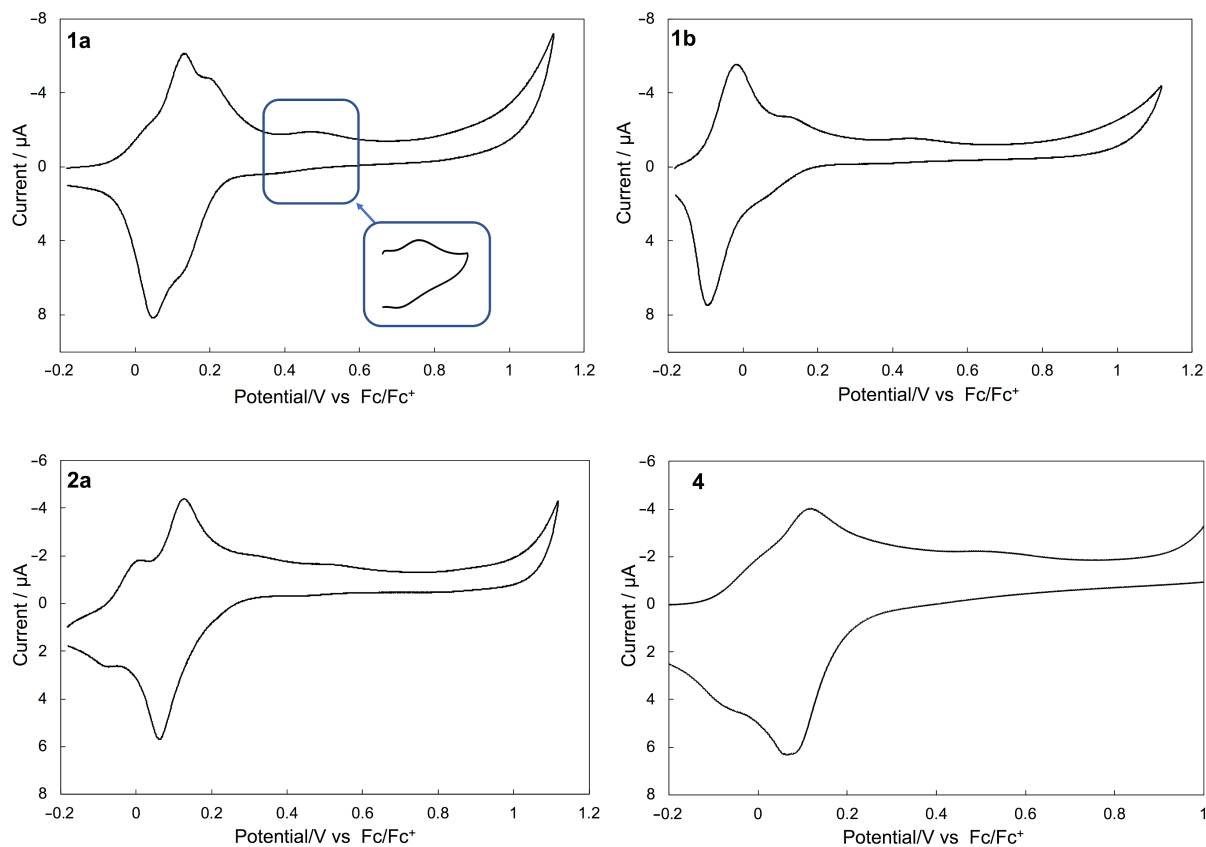 1a
−8
−4
0
4
8
Current / μA
−0.2 0 0.2 0.4 0.6 0.8 1 1.2
Potential/V vs Fc/Fc⁺
1b
−8
−4
0
4
8
Current / μA
−0.2 0 0.2 0.4 0.6 0.8 1 1.2
Potential/V vs Fc/Fc⁺
2a
−6
−4
−2
0
2
4
6
8
Current / μA
−0.2 0 0.2 0.4 0.6 0.8 1 1.2
Potential/V vs Fc/Fc⁺
4
−6
−4
−2
0
2
4
6
8
Current / μA
−0.2 0 0.2 0.4 0.6 0.8 1
Potential/V vs Fc/Fc⁺